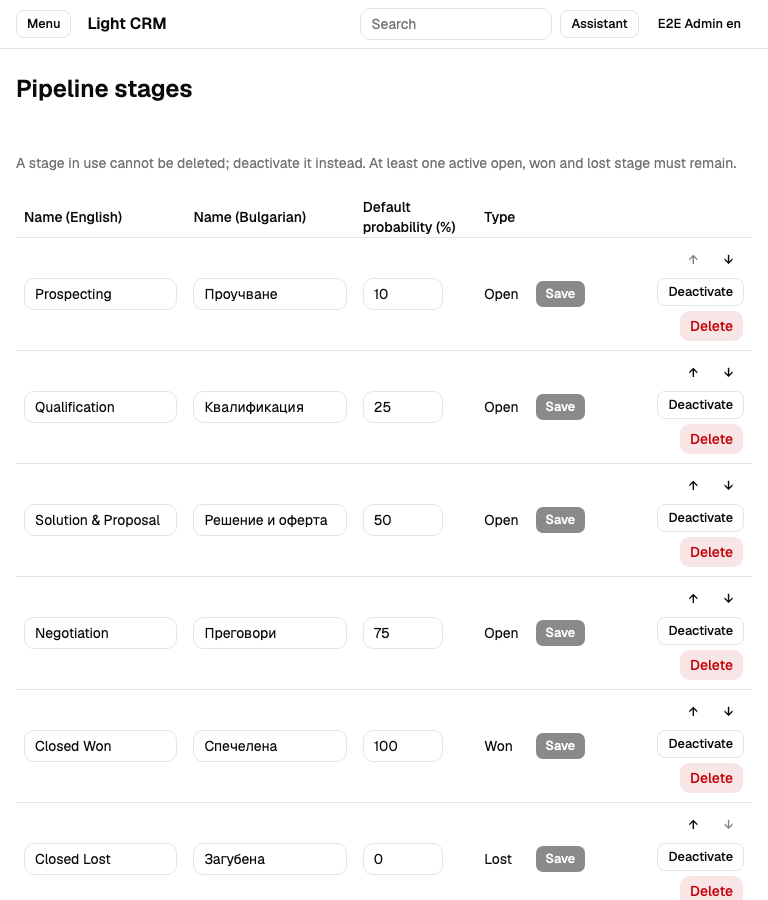 Menu Light CRM Search Assistant E2E Admin en
Pipeline stages
A stage in use cannot be deleted; deactivate it instead. At least one active open, won and lost stage must remain.
Name (English) Name (Bulgarian) Default probability (%) Type
↑ ↓
Prospecting Проучване 10 Open Save Deactivate
Delete
↑ ↓
Qualification Квалификация 25 Open Save Deactivate
Delete
↑ ↓
Solution & Proposal Решение и оферта 50 Open Save Deactivate
Delete
↑ ↓
Negotiation Преговори 75 Open Save Deactivate
Delete
↑ ↓
Closed Won Спечелена 100 Won Save Deactivate
Delete
↑ ↓
Closed Lost Загубена 0 Lost Save Deactivate
Delete